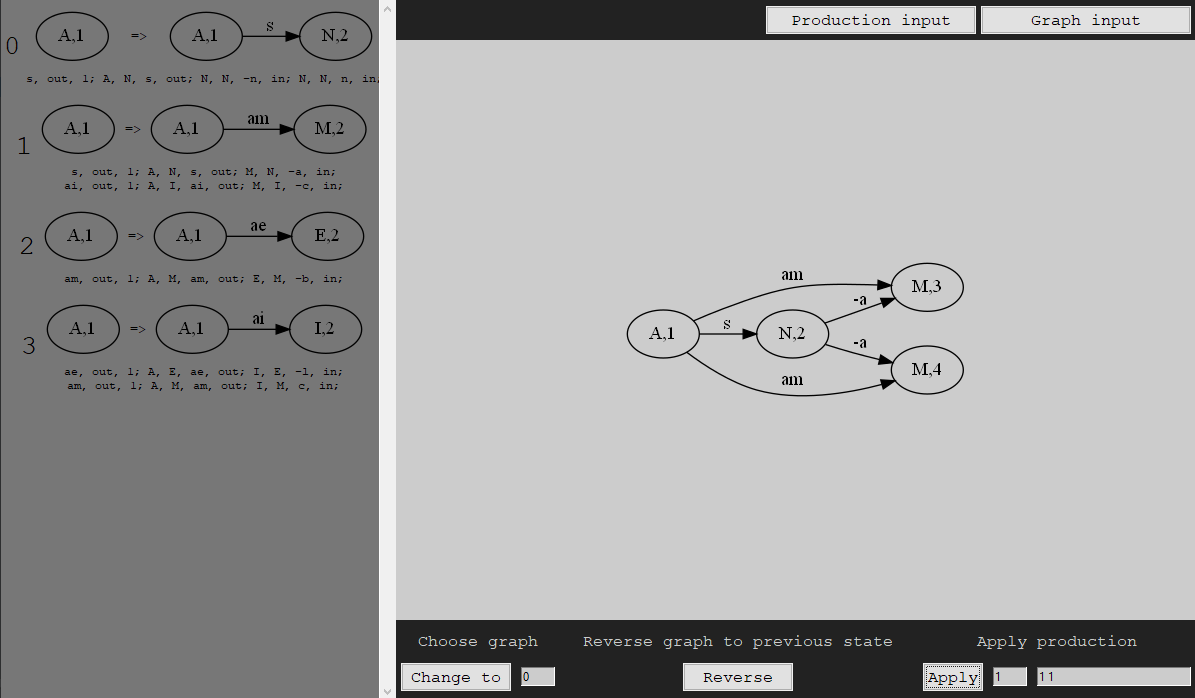 Production input
Graph input
0
A,1 => A,1 s N,2
s, out, 1; A, N, s, out; N, N, -n, in; N, N, n, in,
1
A,1 => A,1 am M,2
s, out, 1; A, N, s, out; M, N, -a, in;
ai, out, 1; A, I, ai, out; M, I, -c, in;
2
A,1 => A,1 ae E,2
am, out, 1; A, M, am, out; E, M, -b, in;
3
A,1 => A,1 ai I,2
ae, out, 1; A, E, ae, out; I, E, -l, in;
am, out, 1; A, M, am, out; I, M, c, in;
am
M,3
-a
A,1 s N,2
-a
M,4
am
Choose graph
Reverse graph to previous state
Apply production
Change to 0
Reverse
Apply 1 11